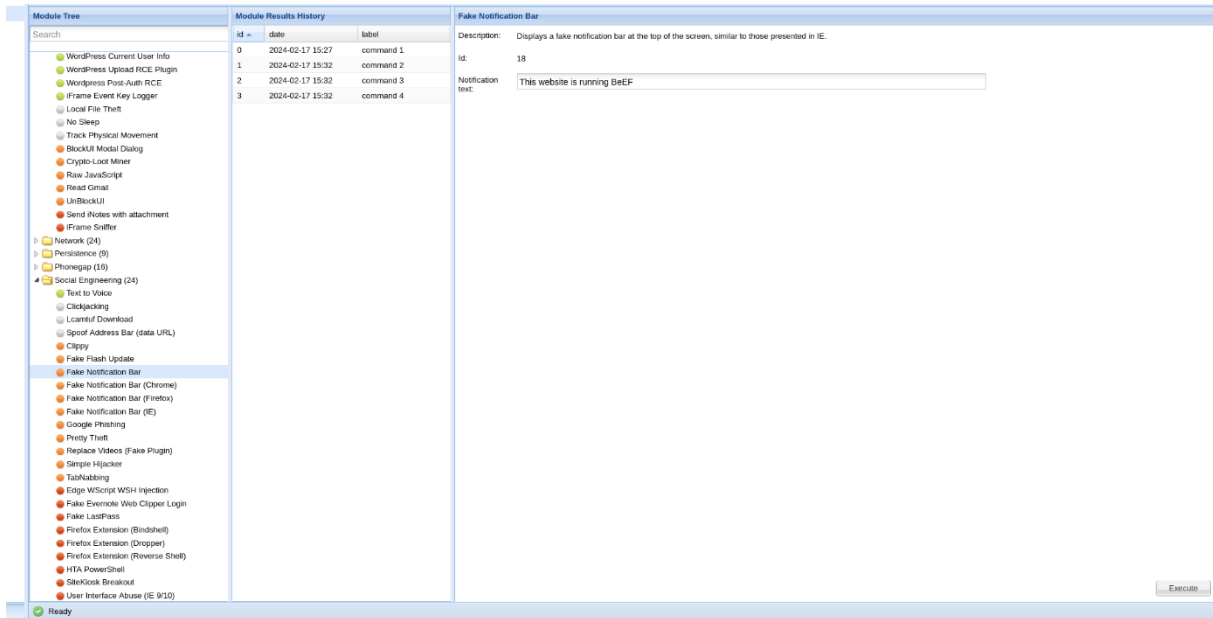 Module Tree
Search
WordPress Current User Info
WordPress Upload RCE Plugin
Wordpress Post-Auth RCE
iFrame Event Key Logger
Local File Theft
No Sleep
Track Physical Movement
BlockUI Modal Dialog
Crypto-Loot Miner
Raw JavaScript
Read Gmail
UnBlockUI
Send iNotes with attachment
iFrame Sniffer
Network (24)
Persistence (9)
Phonegap (16)
Social Engineering (24)
Text to Voice
Clickjacking
Lcamtuf Download
Spoof Address Bar (data URL)
Clippy
Fake Flash Update
Fake Notification Bar
Fake Notification Bar (Chrome)
Fake Notification Bar (Firefox)
Fake Notification Bar (IE)
Google Phishing
Pretty Theft
Replace Videos (Fake Plugin)
Simple Hijacker
TabNabbing
Edge WScript WSH Injection
Fake Evernote Web Clipper Login
Fake LastPass
Firefox Extension (Bindshell)
Firefox Extension (Dropper)
Firefox Extension (Reverse Shell)
HTA PowerShell
SiteKiosk Breakout
User Interface Abuse (IE 9/10)
Module Results History
id date label
0 2024-02-17 15:27 command 1
1 2024-02-17 15:32 command 2
2 2024-02-17 15:32 command 3
3 2024-02-17 15:32 command 4
Fake Notification Bar
Description: Displays a fake notification bar at the top of the screen, similar to those presented in IE.
Id: 18
Notification text: This website is running BeEF
Execute
Ready